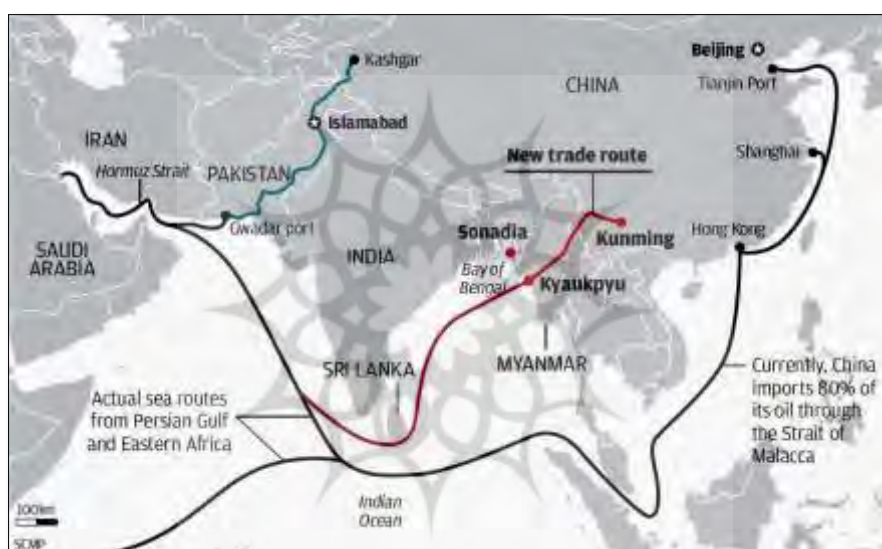 Beijing
Kashgar
CHINA
Tianjin Port
Islamabad
IRAN
New trade route
Shanghai
Hormuz Strait
PAKISTAN
Gwadar port
Hong Kong
Sonadia
Kunming
SAUDI
ARABIA
INDIA
Bay of
Bengal
Kyaukpyu
SRI LANKA
MYANMAR
Currently, China
imports 80% of
its oil through
the Strait of
Malacca
Actual sea routes
from Persian Gulf
and Eastern Africa
Indian
Ocean
100km
SCMP